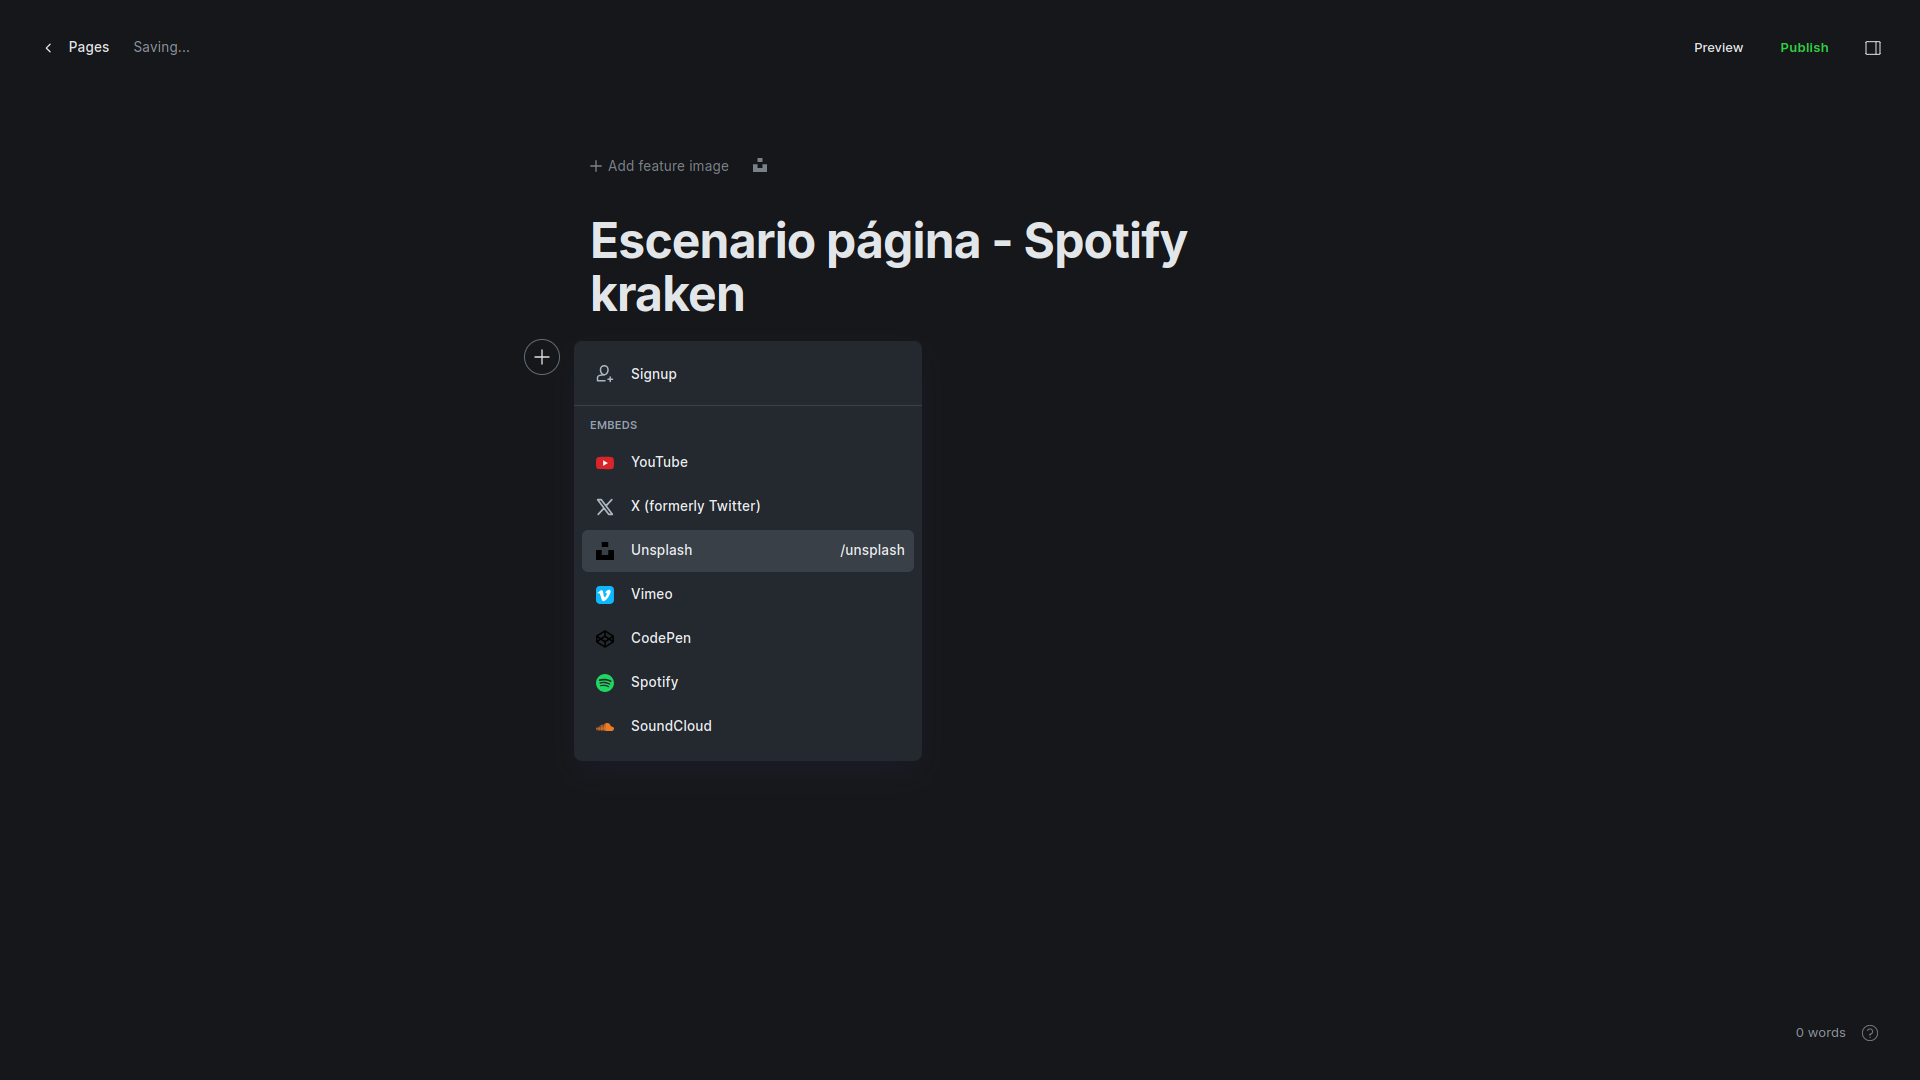 Pages
Saving...
Preview
Publish
Add feature image
Escenario página - Spotify
kraken
Signup
EMBEDS
YouTube
X (formerly Twitter)
Unsplash /unsplash
Vimeo
CodePen
Spotify
SoundCloud
0 words